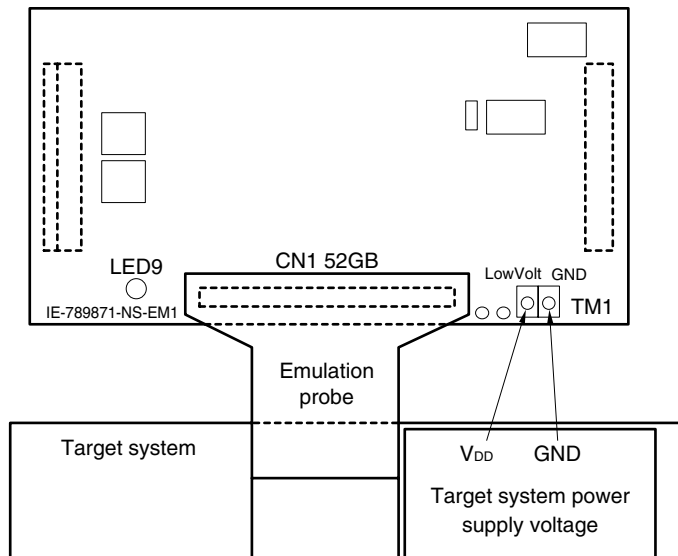 LED9
CN1 52GB
LowVolt GND
IE-789871-NS-EM1
TM1
Emulation
probe
Target system
VDD GND
Target system power
supply voltage